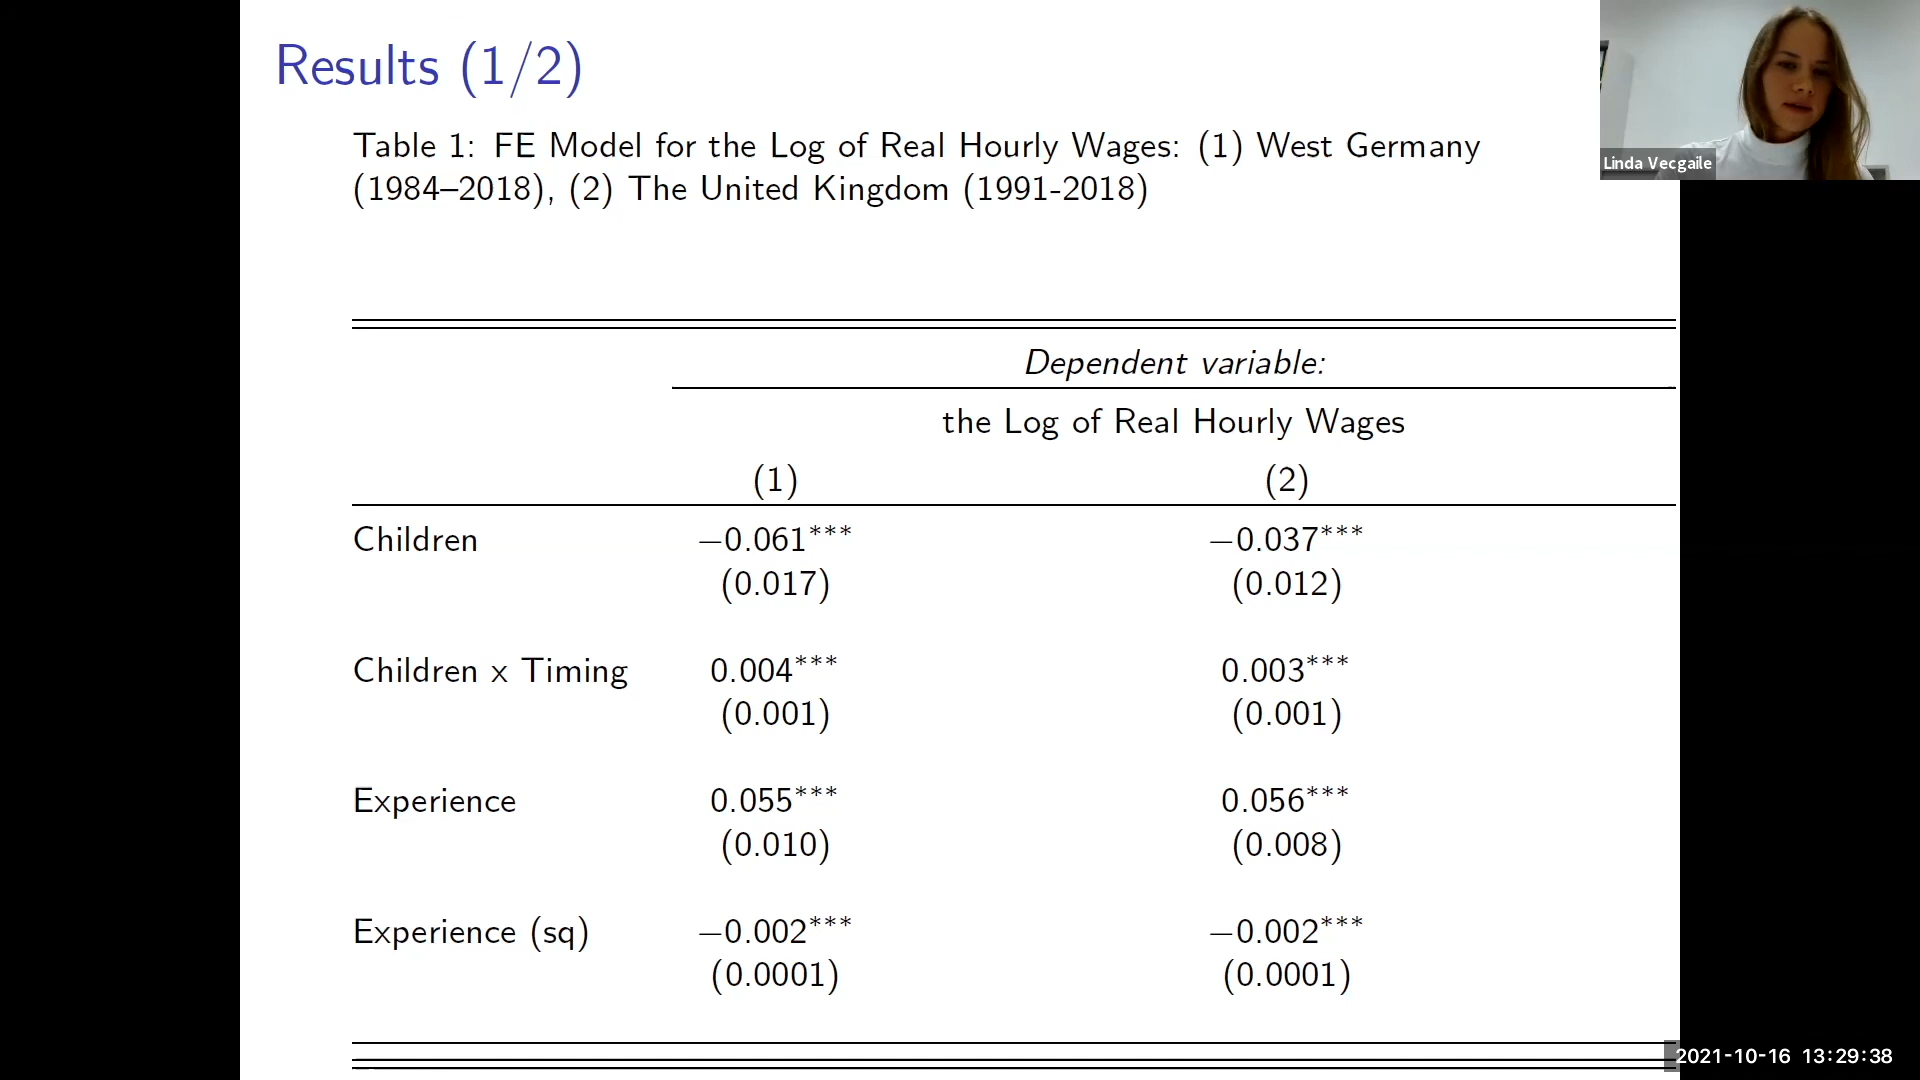 Results (1/2)
Linda Vecgaile
Table 1: FE Model for the Log of Real Hourly Wages: (1) West Germany
(1984–2018), (2) The United Kingdom (1991-2018)
Dependent variable:
the Log of Real Hourly Wages
(1) (2)
Children −0.061*** −0.037***
(0.017) (0.012)
Children x Timing 0.004*** 0.003***
(0.001) (0.001)
Experience 0.055*** 0.056***
(0.010) (0.008)
Experience (sq) −0.002*** −0.002***
(0.0001) (0.0001)
2021-10-16 13:29:38